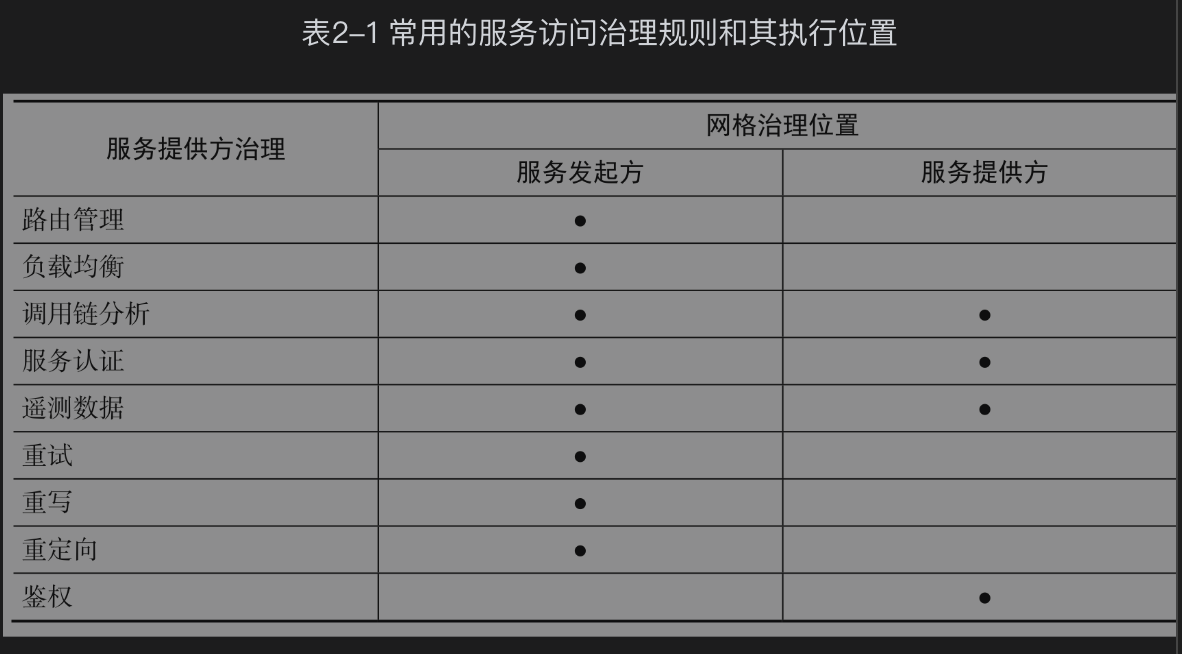 表2-1 常用的服务访问治理规则和其执行位置
服务提供方治理
网格治理位置
服务发起方 服务提供方
路由管理 ●
负载均衡 ●
调用链分析 ● ●
服务认证 ● ●
遥测数据 ● ●
重试 ●
重写 ●
重定向 ●
鉴权 ●